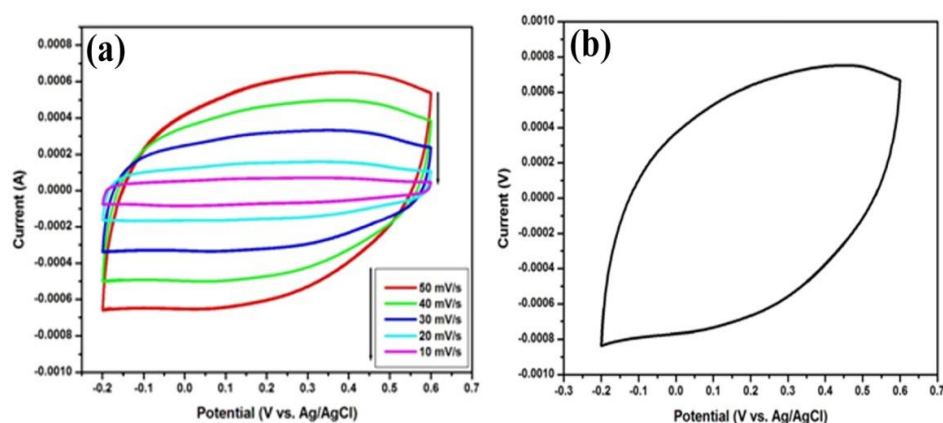 (a)
0.0008
0.0006
0.0004
0.0002
0.0000
-0.0002
-0.0004
-0.0006
-0.0008
-0.0010
Current (A)
-0.2 -0.1 0.0 0.1 0.2 0.3 0.4 0.5 0.6 0.7
Potential (V vs. Ag/AgCl)
50 mV/s
40 mV/s
30 mV/s
20 mV/s
10 mV/s
(b)
0.0010
0.0008
0.0006
0.0004
0.0002
0.0000
-0.0002
-0.0004
-0.0006
-0.0008
-0.0010
Current (V)
-0.3 -0.2 -0.1 0.0 0.1 0.2 0.3 0.4 0.5 0.6 0.7
Potential (V vs. Ag/AgCl)